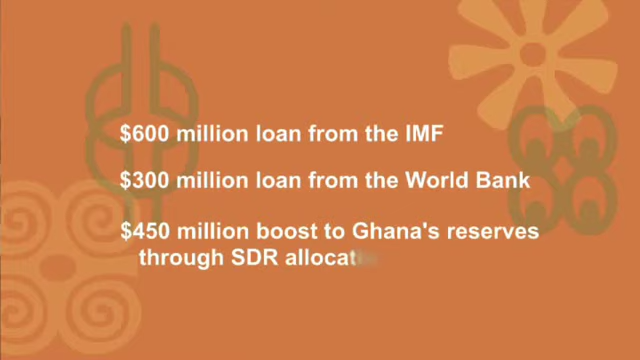 $600 million loan from the IMF
$300 million loan from the World Bank
$450 million boost to Ghana's reserves
through SDR allocati